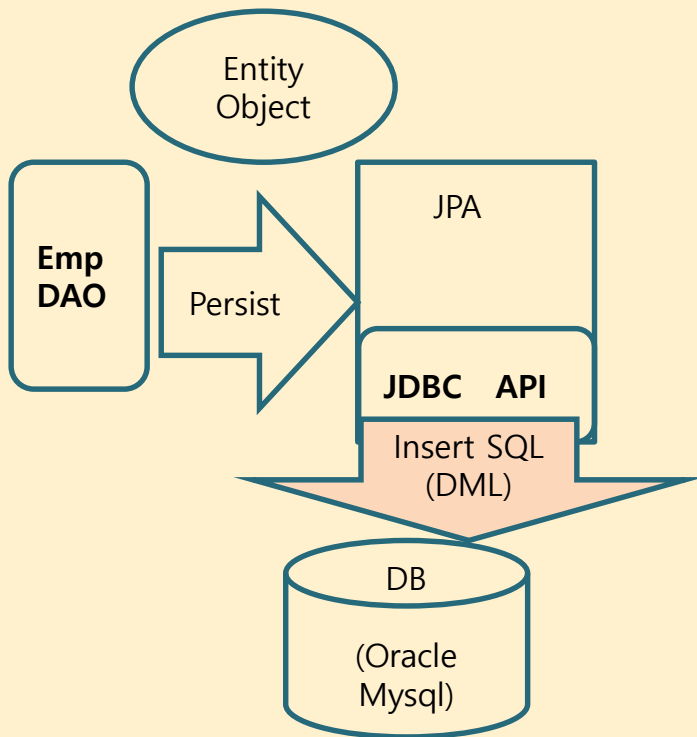 Entity
Object
JPA
Emp
DAO
Persist
JDBC API
Insert SQL
(DML)
DB
(Oracle
Mysql)